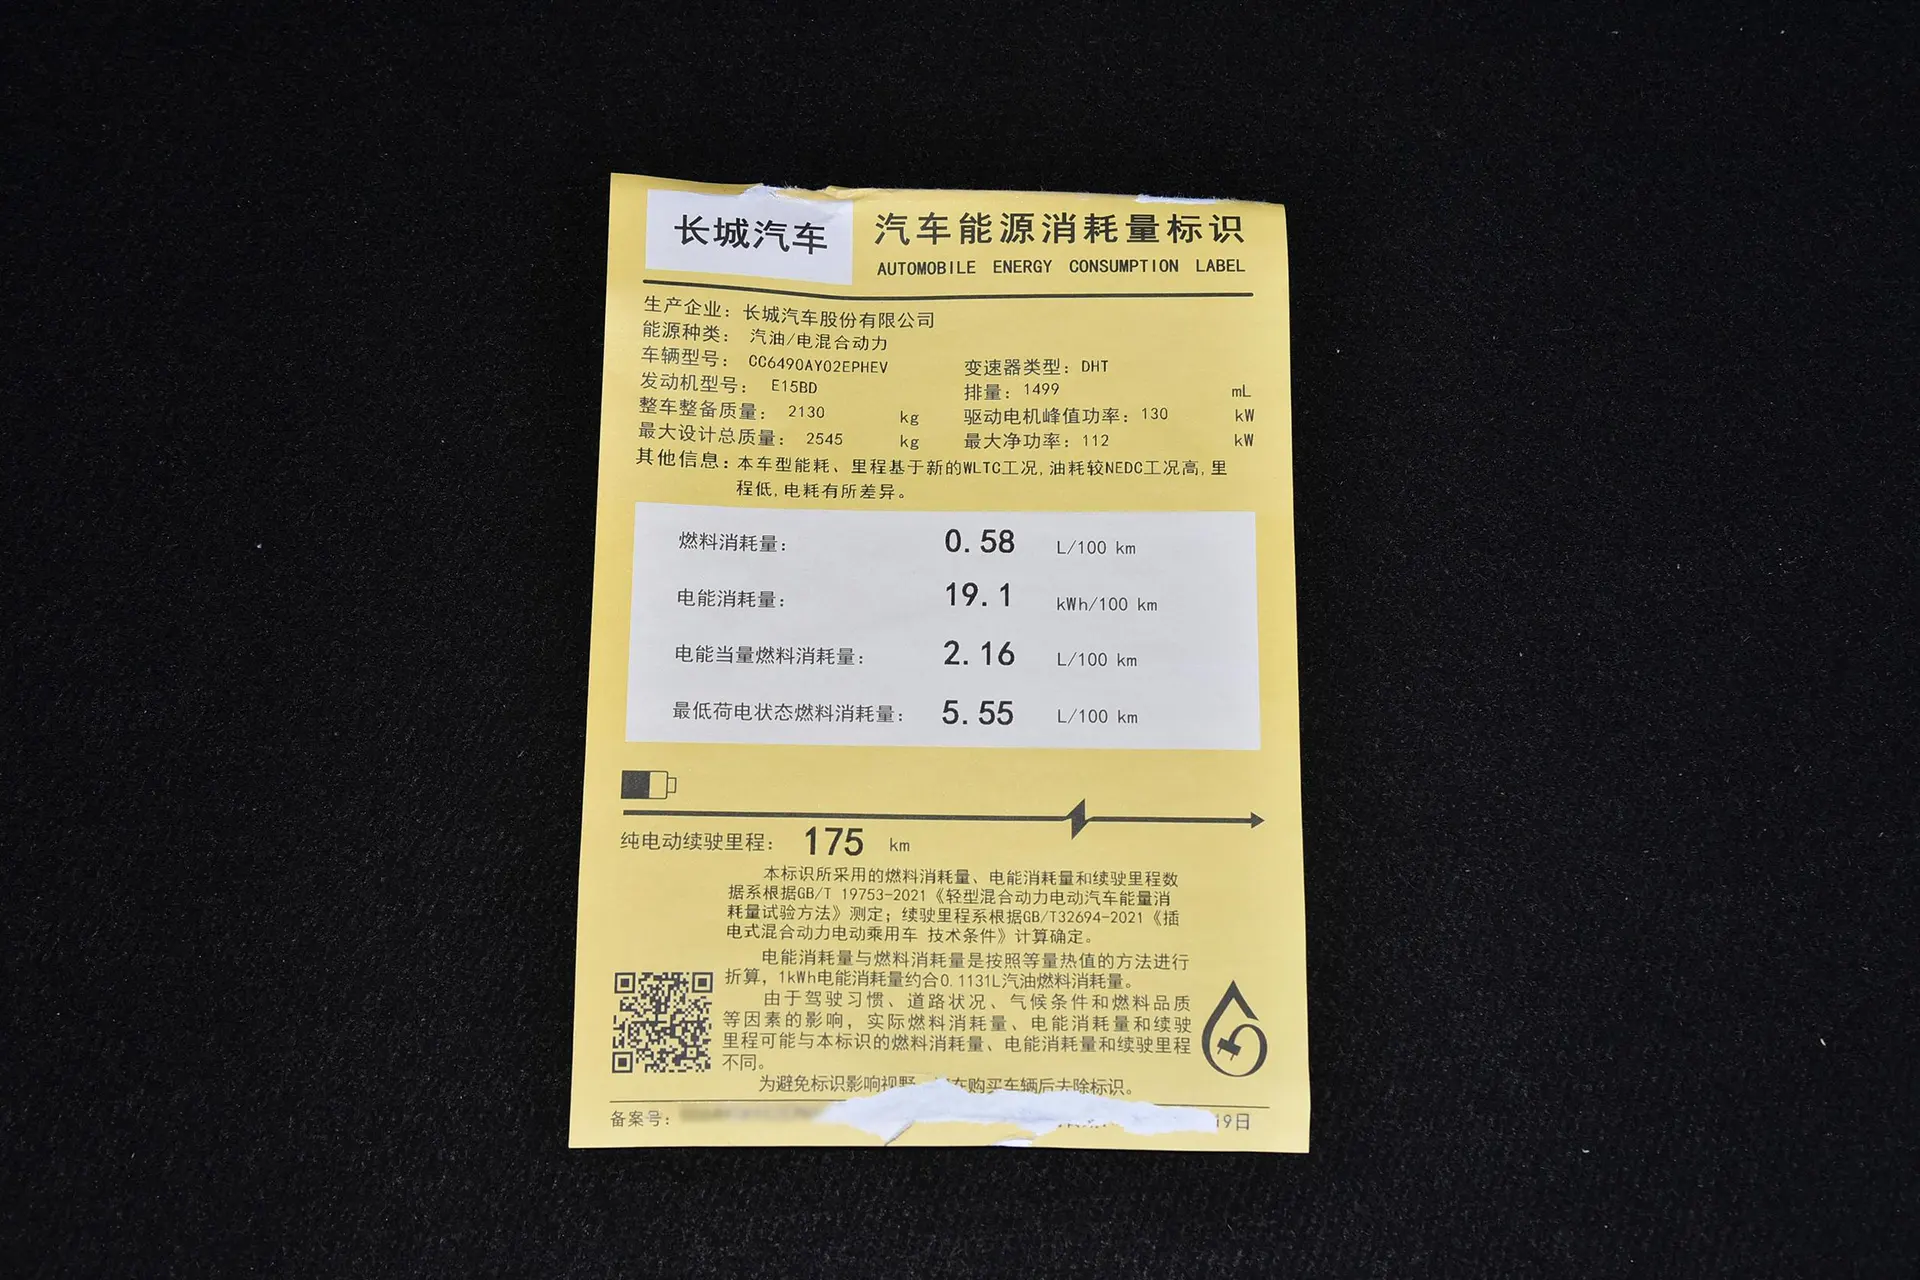 长城汽车
汽车能源消耗量标识
AUTOMOBILE ENERGY CONSUMPTION LABEL
生产企业：长城汽车股份有限公司
能源种类：汽油/电混合动力
车辆型号：CC6490AY02EPHEV 变速器类型：DHT
发动机型号：E15BD 排量：1499 mL
整车整备质量：2130 kg 驱动电机峰值功率：130 kW
最大设计总质量：2545 kg 最大净功率：112 kW
其他信息：本车型能耗、里程基于新的WLTC工况,油耗较NEDC工况高,里
程低,电耗有所差异。
燃料消耗量：0.58 L/100 km
电能消耗量：19.1 kWh/100 km
电能当量燃料消耗量：2.16 L/100 km
最低荷电状态燃料消耗量：5.55 L/100 km
纯电动续驶里程：175 km
本标识所采用的燃料消耗量、电能消耗量和续驶里程数
据系根据GB/T 19753-2021《轻型混合动力电动汽车能量消
耗量试验方法》测定；续驶里程系根据GB/T32694-2021《插
电式混合动力电动乘用车 技术条件》计算确定。
电能消耗量与燃料消耗量是按照等量热值的方法进行
折算，1kWh电能消耗量约合0.1131L汽油燃料消耗量。
由于驾驶习惯、道路状况、气候条件和燃料品质
等因素的影响，实际燃料消耗量、电能消耗量和续驶
里程可能与本标识的燃料消耗量、电能消耗量和续驶里程
不同。
为避免标识影响视野 在购买车辆后去除标识。
备案号： 19日